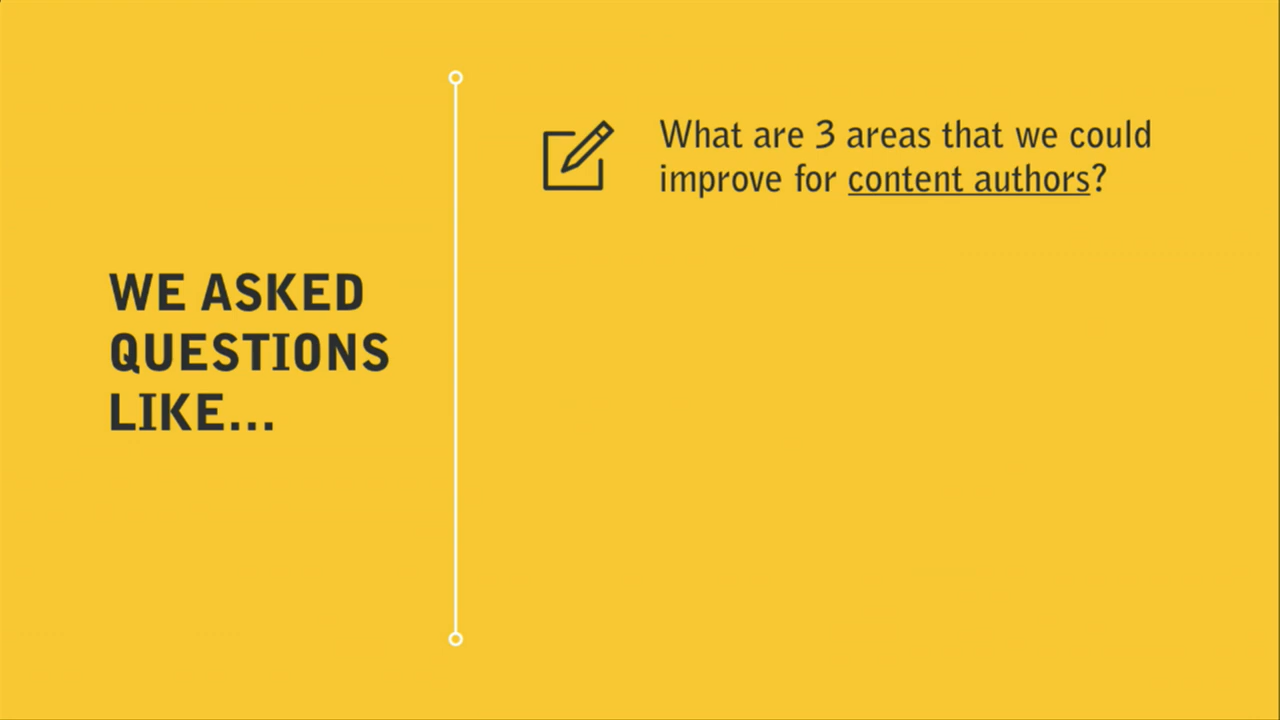 WE ASKED
QUESTIONS
LIKE...
What are 3 areas that we could
improve for content authors?